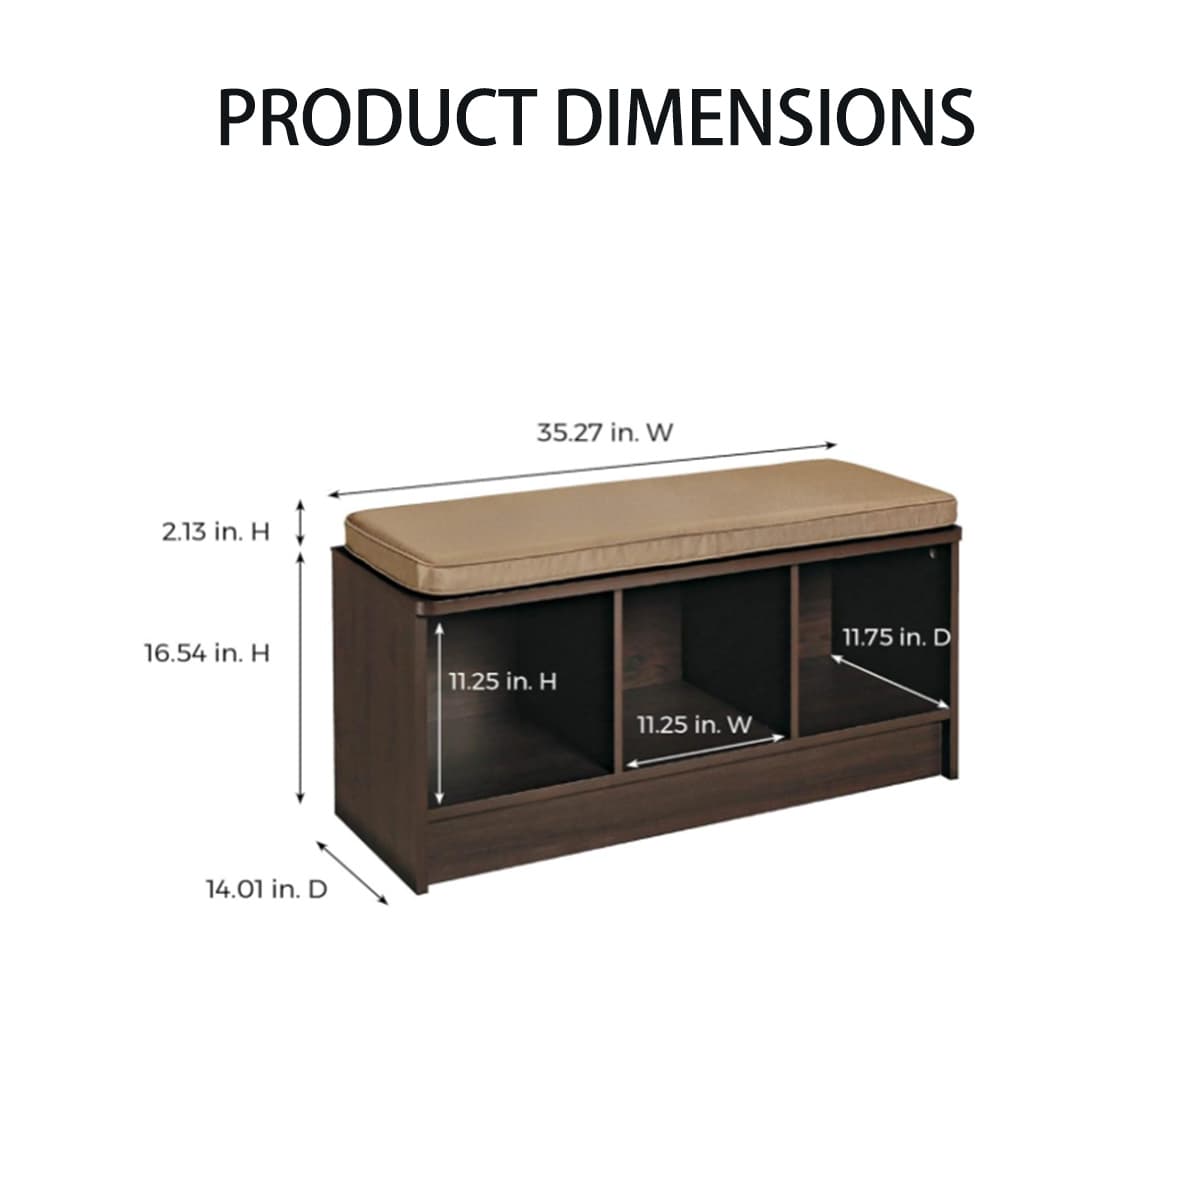 PRODUCT DIMENSIONS
35.27 in. W
2.13 in. H
16.54 in. H
11.75 in. D
11.25 in. H
11.25 in. W
14.01 in. D